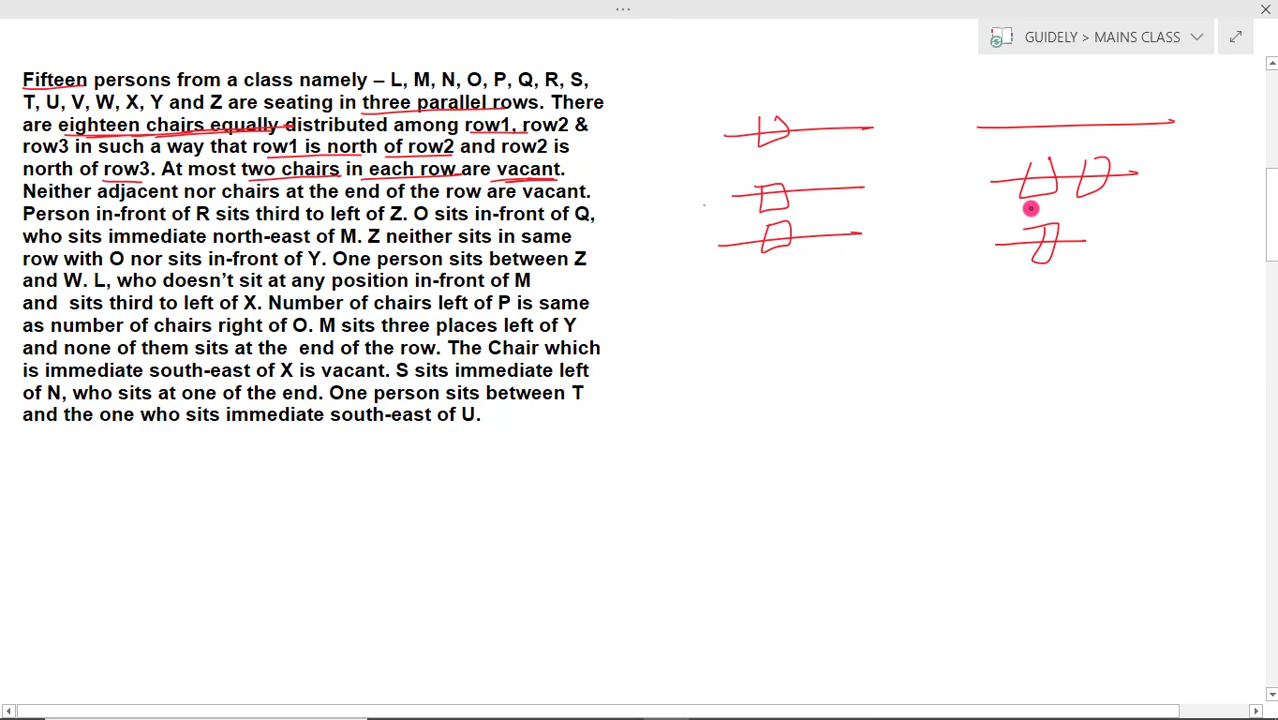 GUIDELY > MAINS CLASS
Fifteen persons from a class namely – L, M, N, O, P, Q, R, S,
T, U, V, W, X, Y and Z are seating in three parallel rows. There
are eighteen chairs equally distributed among row1, row2 &
row3 in such a way that row1 is north of row2 and row2 is
north of row3. At most two chairs in each row are vacant.
Neither adjacent nor chairs at the end of the row are vacant.
Person in-front of R sits third to left of Z. O sits in-front of Q,
who sits immediate north-east of M. Z neither sits in same
row with O nor sits in-front of Y. One person sits between Z
and W. L, who doesn't sit at any position in-front of M
and sits third to left of X. Number of chairs left of P is same
as number of chairs right of O. M sits three places left of Y
and none of them sits at the end of the row. The Chair which
is immediate south-east of X is vacant. S sits immediate left
of N, who sits at one of the end. One person sits between T
and the one who sits immediate south-east of U.